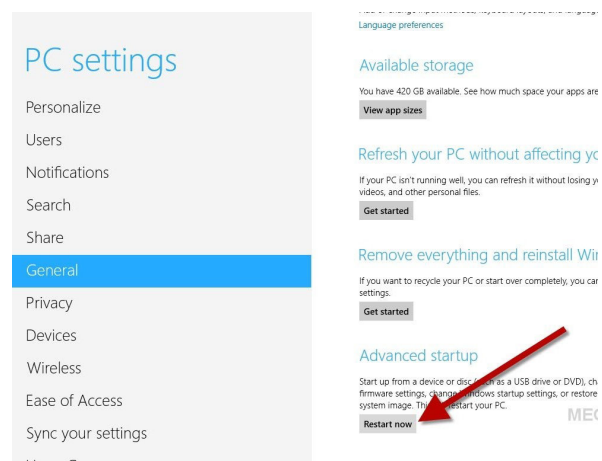 PC settings
Personalize
Users
Notifications
Search
Share
General
Privacy
Devices
Wireless
Ease of Access
Sync your settings
Language preferences
Available storage
You have 420 GB available. See how much space your apps are
View app sizes
Refresh your PC without affecting yo
If your PC isn't running well, you can refresh it without losing y
videos, and other personal files.
Get started
Remove everything and reinstall Wi
If you want to recycle your PC or start over completely, you ca
settings.
Get started
Advanced startup
Start up from a device or disc as a USB drive or DVD), ch
firmware settings, change startup settings, or restore
system image. restart your PC.
Restart now
MEG